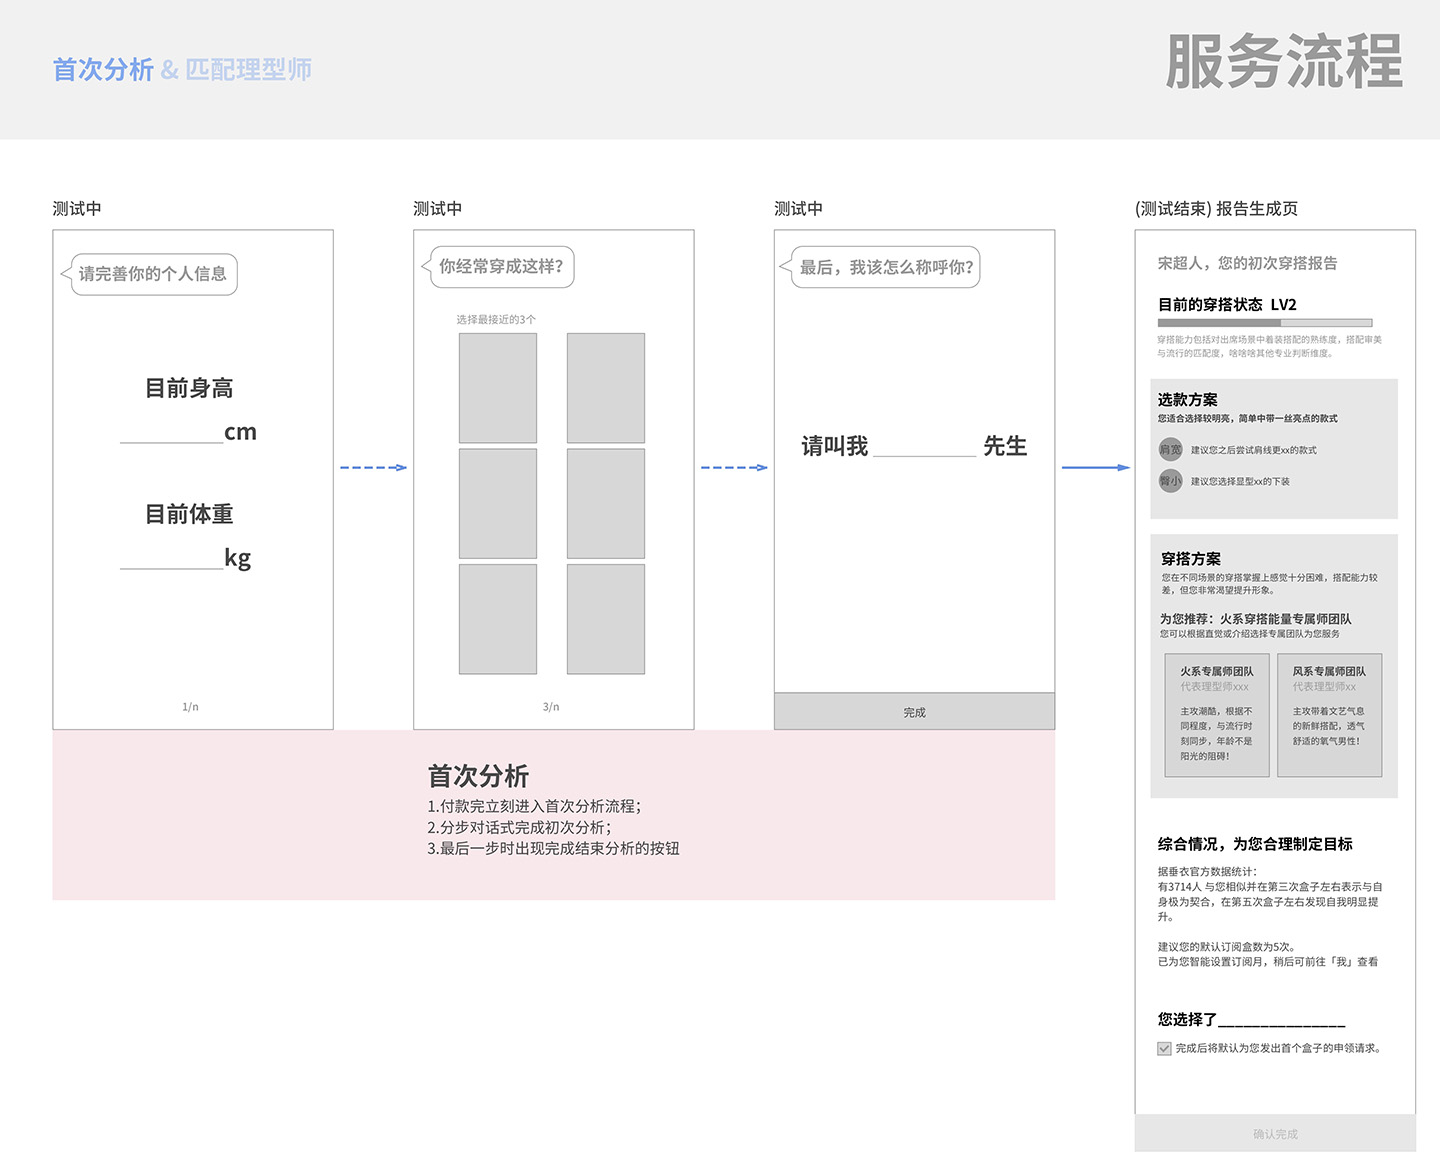 首次分析 & 匹配理型师
服务流程
测试中
请完善你的个人信息
目前身高
cm
目前体重
kg
1/n
测试中
你经常穿成这样？
选择最接近的3个
3/n
测试中
最后，我该怎么称呼你？
请叫我 先生
完成
首次分析
1.付款完立刻进入首次分析流程；
2.分步对话式完成初次分析；
3.最后一步时出现完成结束分析的按钮
(测试结束) 报告生成页
宋超人，您的初次穿搭报告
目前的穿搭状态 LV2
穿搭能力包括对出席场景中着装搭配的熟练度，搭配审美
与流行的匹配度，啥啥啥其他专业判断维度。
选款方案
您适合选择较明亮，简单中带一丝亮点的款式
肩宽 建议您之后尝试肩线更xx的款式
臀小 建议您选择显型xx的下装
穿搭方案
您在不同场景的穿搭掌握上感觉十分困难，搭配能力较
差，但您非常渴望提升形象。
为您推荐：火系穿搭能量专属师团队
您可以根据直觉或介绍选择专属团队为您服务
火系专属师团队
代表理型师xxx
主攻潮酷，根据不
同程度，与流行时
刻同步，年龄不是
阳光的阻碍！
风系专属师团队
代表理型师xx
主攻带着文艺气息
的新鲜搭配，透气
舒适的氧气男性！
综合情况，为您合理制定目标
据垂衣官方数据统计：
有3714人 与您相似并在第三次盒子左右表示与自
身极为契合，在第五次盒子左右发现自我明显提
升。
建议您的默认订阅盒数为5次。
已为您智能设置订阅月，稍后可前往「我」查看
您选择了_______________
完成后将默认为您发出首个盒子的申领请求。
确认完成